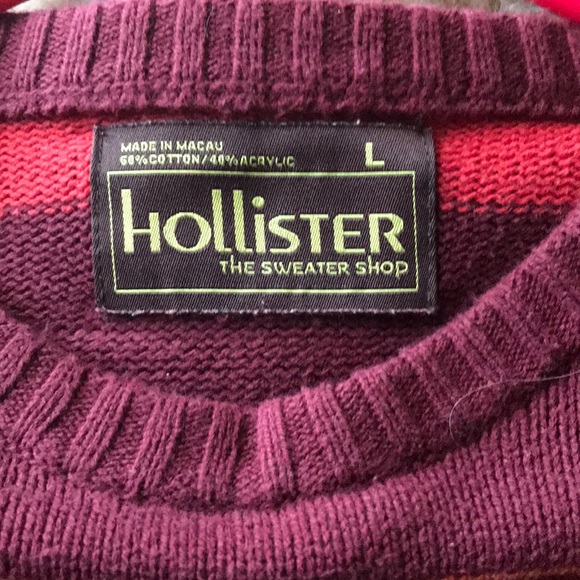 MADE IN MACAU
60% COTTON / 40% ACRYLIC
L
HOLLISTER
THE SWEATER SHOP